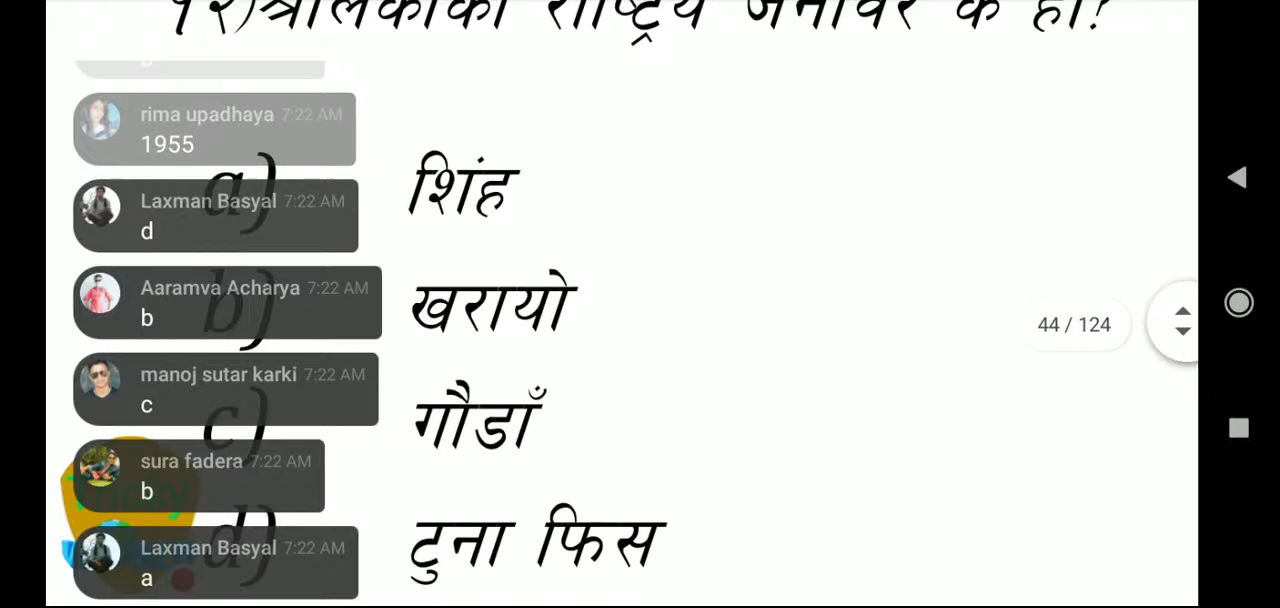 १२)श्रीलंकाको राष्ट्रिय जनावर के हो?
rima upadhaya 7:22 AM
1955
a) शिंह
Laxman Basyal 7:22 AM
d
b) खरायो
Aaramva Acharya 7:22 AM
b
44 / 124
manoj sutar karki 7:22 AM
c
c) गौडाँ
sura fadera 7:22 AM
b
d) टुना फिस
Laxman Basyal 7:22 AM
a